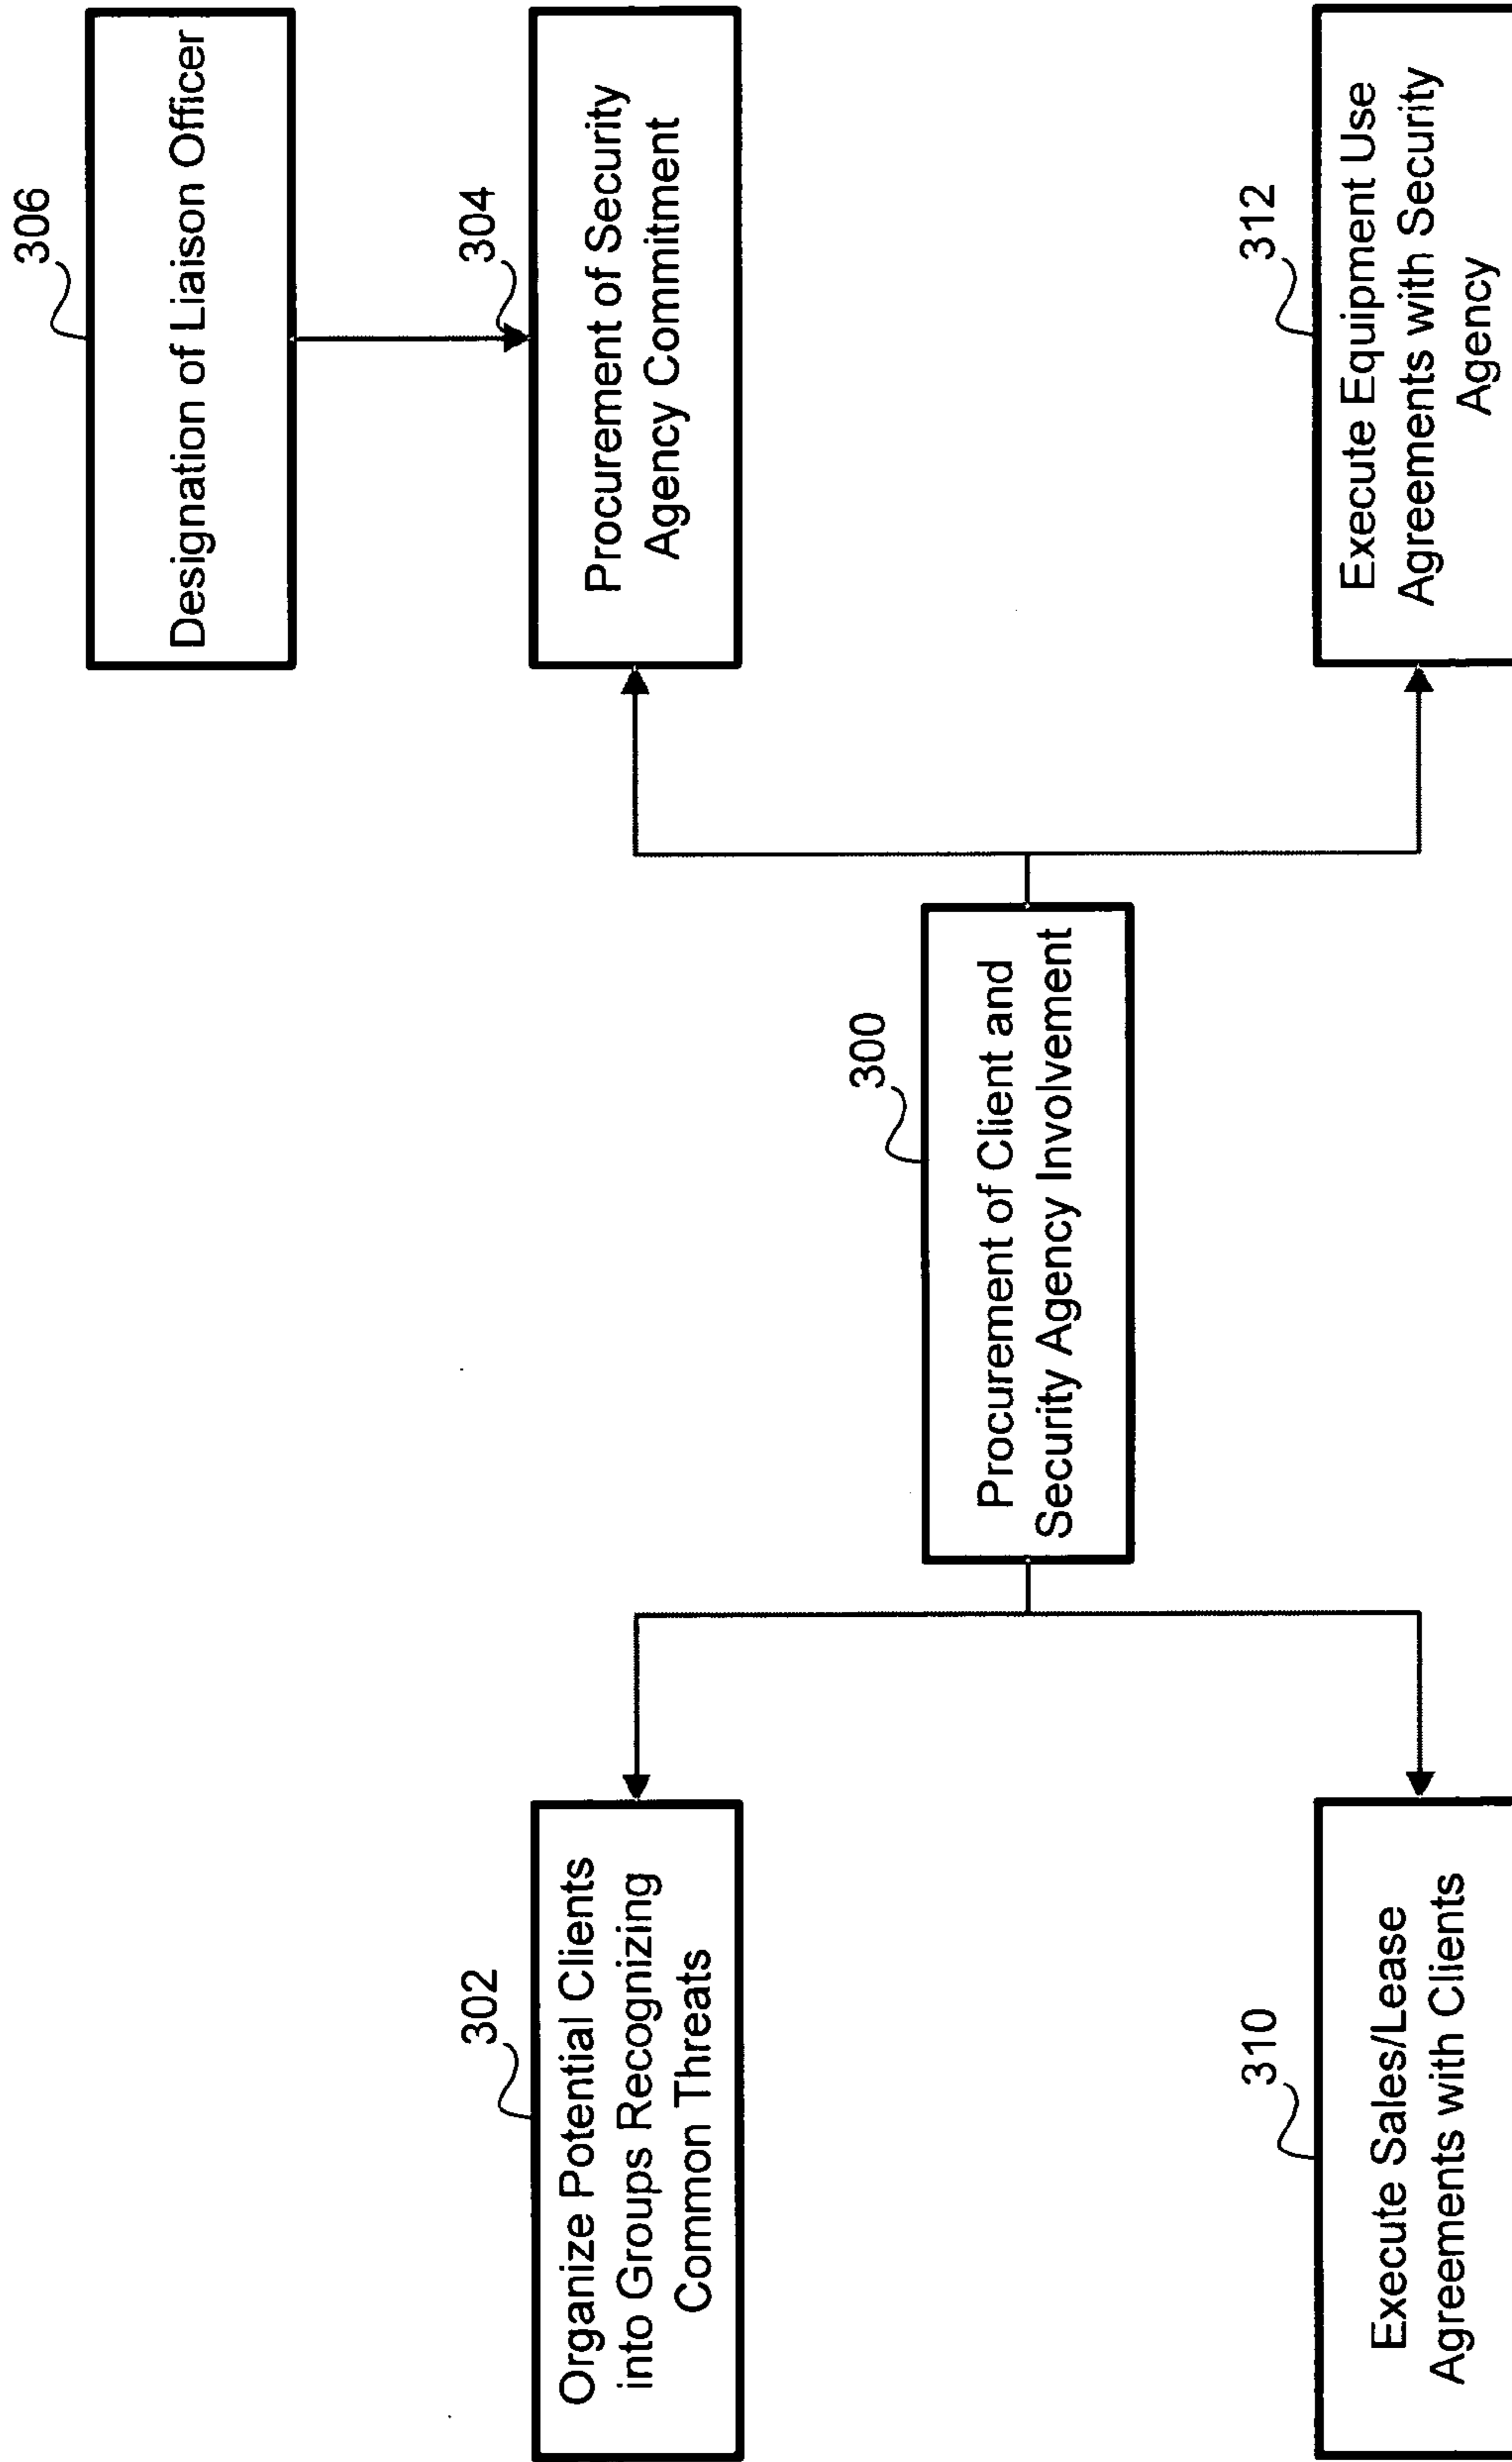 306
Designation of Liaison Officer
302
Organize Potential Clients
into Groups Recognizing
Common Threats
304
Procurement of Security
Agency Commitment
300
Procurement of Client and
Security Agency Involvement
310
Execute Sales/Lease
Agreements with Clients
312
Execute Equipment Use
Agreements with Security
Agency